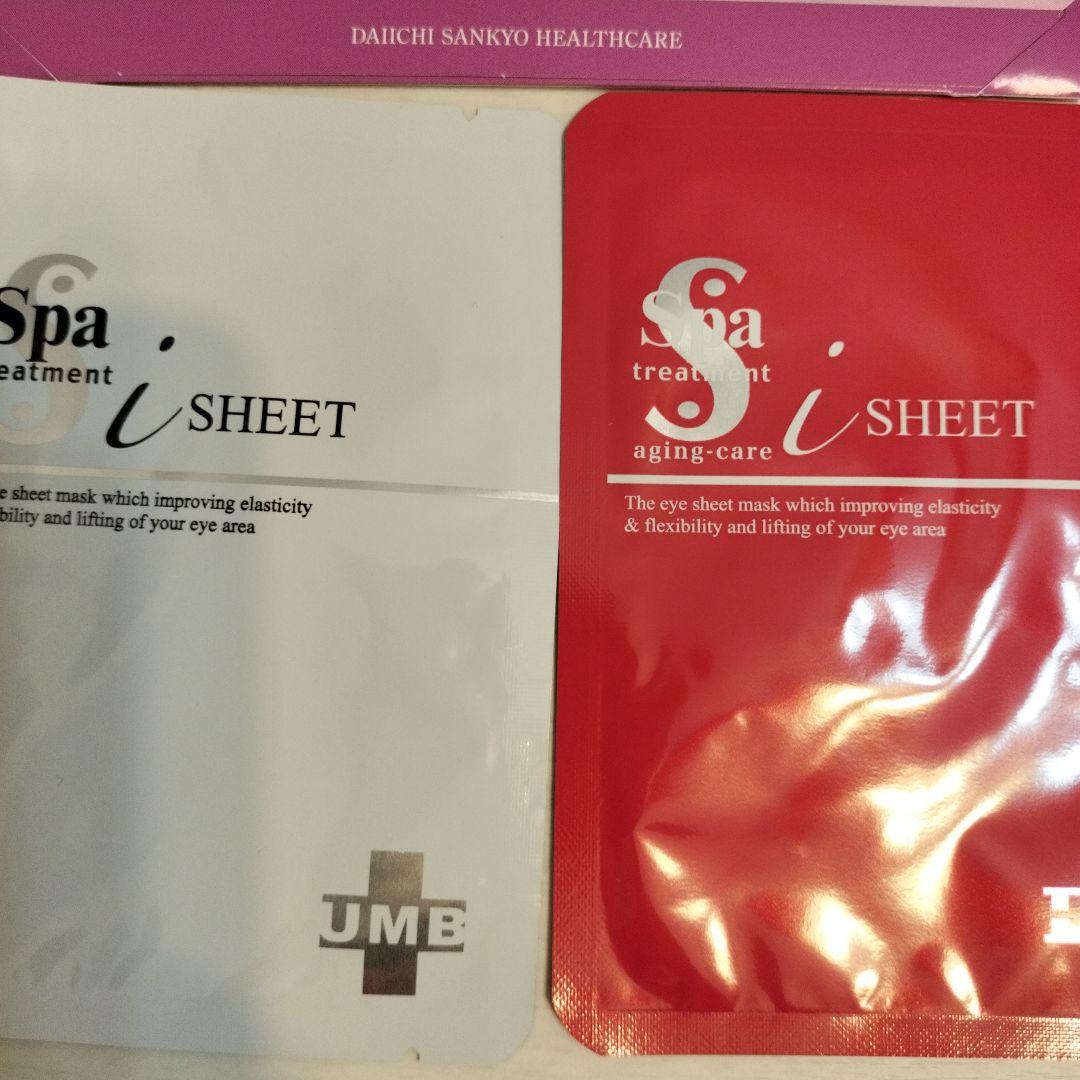 DAIICHI SANKYO HEALTHCARE
Spa
eatment
i SHEET
e sheet mask which improving elasticity
bility and lifting of your eye area
UMB
Spa
treatment
aging-care
i SHEET
The eye sheet mask which improving elasticity
& flexibility and lifting of your eye area